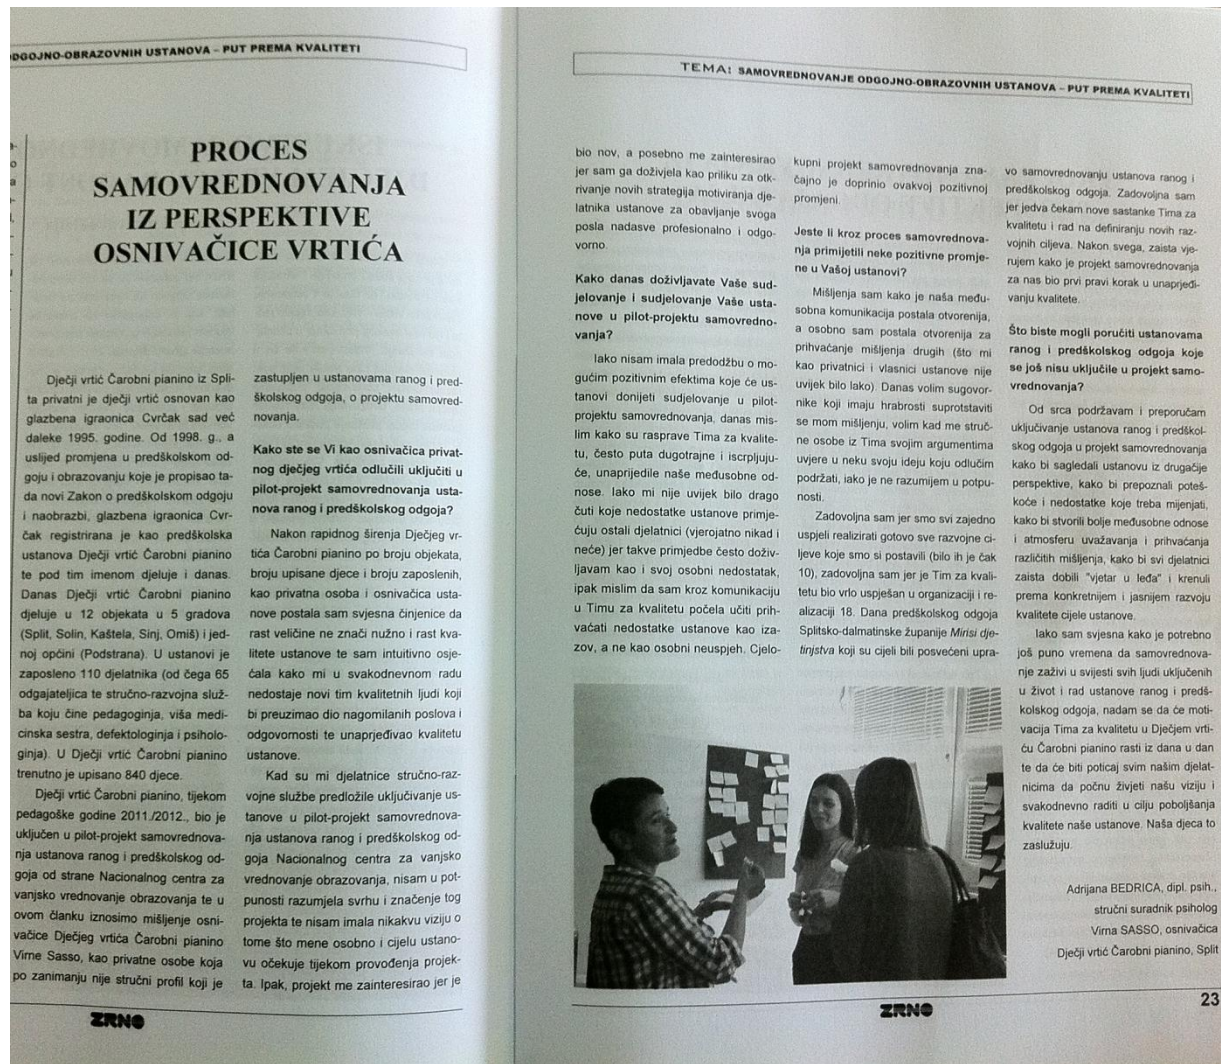 ODGOJNO-OBRAZOVNIH USTANOVA – PUT PREMA KVALITETI
PROCES
SAMOVREDNOVANJA
IZ PERSPEKTIVE
OSNIVAČICE VRTIĆA
Dječji vrtić Čarobni pianino iz Spli-
ta privatni je dječji vrtić osnovan kao
glazbena igraonica Cvrčak sad već
daleke 1995. godine. Od 1998. g., a
uslijed promjena u predškolskom od-
goju i obrazovanju koje je propisao ta-
da novi Zakon o predškolskom odgoju
i naobrazbi, glazbena igraonica Cvr-
čak registrirana je kao predškolska
ustanova Dječji vrtić Čarobni pianino
te pod tim imenom djeluje i danas.
Danas Dječji vrtić Čarobni pianino
djeluje u 12 objekata u 5 gradova
(Split, Solin, Kaštela, Sinj, Omiš) i jed-
noj općini (Podstrana). U ustanovi je
zaposleno 110 djelatnika (od čega 65
odgajateljica te stručno-razvojna služ-
ba koju čine pedagoginja, viša medi-
cinska sestra, defektologinja i psiholo-
ginja). U Dječji vrtić Čarobni pianino
trenutno je upisano 840 djece.
Dječji vrtić Čarobni pianino, tijekom
pedagoške godine 2011./2012., bio je
uključen u pilot-projekt samovrednova-
nja ustanova ranog i predškolskog od-
goja od strane Nacionalnog centra za
vanjsko vrednovanje obrazovanja te u
ovom članku iznosimo mišljenje osni-
vačice Dječjeg vrtića Čarobni pianino
Virne Sasso, kao privatne osobe koja
po zanimanju nije stručni profil koji je
zastupljen u ustanovama ranog i pred-
školskog odgoja, o projektu samovred-
novanja.
Kako ste se Vi kao osnivačica privat-
nog dječjeg vrtića odlučili uključiti u
pilot-projekt samovrednovanja usta-
nova ranog i predškolskog odgoja?
Nakon rapidnog širenja Dječjeg vr-
tića Čarobni pianino po broju objekata,
broju upisane djece i broju zaposlenih,
kao privatna osoba i osnivačica usta-
nove postala sam svjesna činjenice da
rast veličine ne znači nužno i rast kva-
litete ustanove te sam intuitivno osje-
ćala kako mi u svakodnevnom radu
nedostaje novi tim kvalitetnih ljudi koji
bi preuzimao dio nagomilanih poslova i
odgovornosti te unaprjeđivao kvalitetu
ustanove.
Kad su mi djelatnice stručno-raz-
vojne službe predložile uključivanje us-
tanove u pilot-projekt samovrednova-
nja ustanova ranog i predškolskog od-
goja Nacionalnog centra za vanjsko
vrednovanje obrazovanja, nisam u pot-
punosti razumjela svrhu i značenje tog
projekta te nisam imala nikakvu viziju o
tome što mene osobno i cijelu ustano-
vu očekuje tijekom provođenja projek-
ta. Ipak, projekt me zainteresirao jer je
ZRNO
TEMA: SAMOVREDNOVANJE ODGOJNO-OBRAZOVNIH USTANOVA – PUT PREMA KVALITETI
bio nov, a posebno me zainteresirao
jer sam ga doživjela kao priliku za otk-
rivanje novih strategija motiviranja dje-
latnika ustanove za obavljanje svoga
posla nadasve profesionalno i odgo-
vorno.
Kako danas doživljavate Vaše sud-
jelovanje i sudjelovanje Vaše usta-
nove u pilot-projektu samovredno-
vanja?
Iako nisam imala predodžbu o mo-
gućim pozitivnim efektima koje će us-
tanovi donijeti sudjelovanje u pilot-
projektu samovrednovanja, danas mis-
lim kako su rasprave Tima za kvalite-
tu, često puta dugotrajne i iscrpljuju-
će, unaprijedile naše međusobne od-
nose. Iako mi nije uvijek bilo drago
čuti koje nedostatke ustanove primje-
ćuju ostali djelatnici (vjerojatno nikad i
neće) jer takve primjedbe često doživ-
ljavam kao i svoj osobni nedostatak,
ipak mislim da sam kroz komunikaciju
u Timu za kvalitetu počela učiti prih-
vaćati nedostatke ustanove kao iza-
zov, a ne kao osobni neuspjeh. Cjelo-
kupni projekt samovrednovanja zna-
čajno je doprinio ovakvoj pozitivnoj
promjeni.
Jeste li kroz proces samovrednova-
nja primijetili neke pozitivne promje-
ne u Vašoj ustanovi?
Mišljenja sam kako je naša među-
sobna komunikacija postala otvorenija,
a osobno sam postala otvorenija za
prihvaćanje mišljenja drugih (što mi
kao privatnici i vlasnici ustanove nije
uvijek bilo lako). Danas volim sugovor-
nike koji imaju hrabrosti suprotstaviti
se mom mišljenju, volim kad me struč-
ne osobe iz Tima svojim argumentima
uvjere u neku svoju ideju koju odlučim
podržati, iako je ne razumijem u potpu-
nosti.
Zadovoljna sam jer smo svi zajedno
uspjeli realizirati gotovo sve razvojne ci-
ljeve koje smo si postavili (bilo ih je čak
10), zadovoljna sam jer je Tim za kvali-
tetu bio vrlo uspješan u organizaciji i re-
alizaciji 18. Dana predškolskog odgoja
Splitsko-dalmatinske županije Mirisi dje-
tinjstva koji su cijeli bili posvećeni upra-
vo samovrednovanju ustanova ranog i
predškolskog odgoja. Zadovoljna sam
jer jedva čekam nove sastanke Tima za
kvalitetu i rad na definiranju novih raz-
vojnih ciljeva. Nakon svega, zaista vje-
rujem kako je projekt samovrednovanja
za nas bio prvi pravi korak u unaprjeđi-
vanju kvalitete.
Što biste mogli poručiti ustanovama
ranog i predškolskog odgoja koje
se još nisu uključile u projekt samo-
vrednovanja?
Od srca podržavam i preporučam
uključivanje ustanova ranog i predškol-
skog odgoja u projekt samovrednovanja
kako bi sagledali ustanovu iz drugačije
perspektive, kako bi prepoznali poteš-
koće i nedostatke koje treba mijenjati,
kako bi stvorili bolje međusobne odnose
i atmosferu uvažavanja i prihvaćanja
različitih mišljenja, kako bi svi djelatnici
zaista dobili "vjetar u leđa" i krenuli
prema konkretnijem i jasnijem razvoju
kvalitete cijele ustanove.
Iako sam svjesna kako je potrebno
još puno vremena da samovrednova-
nje zaživi u svijesti svih ljudi uključenih
u život i rad ustanove ranog i predš-
kolskog odgoja, nadam se da će moti-
vacija Tima za kvalitetu u Dječjem vrti-
ću Čarobni pianino rasti iz dana u dan
te da će biti poticaj svim našim djelat-
nicima da počnu živjeti našu viziju i
svakodnevno raditi u cilju poboljšanja
kvalitete naše ustanove. Naša djeca to
zaslužuju.
Adrijana BEDRICA, dipl. psih.,
stručni suradnik psiholog
Virna SASSO, osnivačica
Dječji vrtić Čarobni pianino, Split
ZRNO
23